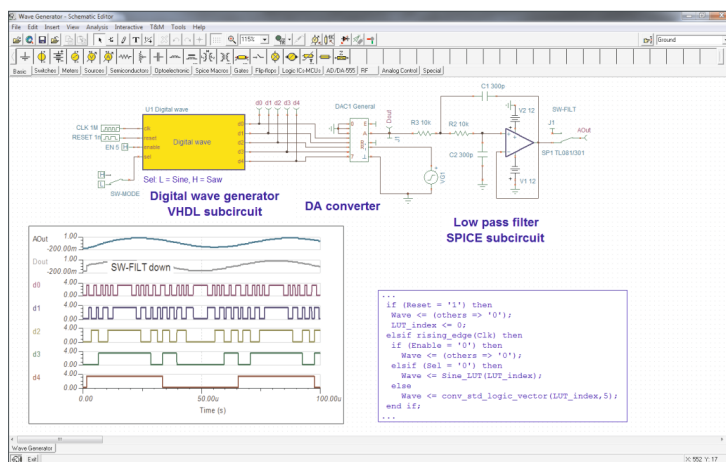 Wave Generator - Schematic Editor
File Edit Insert View Analysis Interactive T&M Tools Help
115%
Ground
Basic Switches Meters Sources Semiconductors Optoelectronic Spice Macros Gates Flip-flops Logic ICs-MCUs AD/DA-555 RF Analog Control Special
U1 Digital wave
d0 d1 d2 d3 d4
DAC1 General
Dout
C1 300p
SW-FILT
CLK 1M
RESET
EN 5
clk
reset
enable
sel
Digital wave
d0
d1
d2
d3
d4
R3 10k
R2 10k
C2 300p
V2 12
V1 12
J1
AOut
SP1 TL081/301
VG1
H
L
SW-MODE
Sel: L = Sine, H = Saw
Digital wave generator
VHDL subcircuit
DA converter
Low pass filter
SPICE subcircuit
AOut
1.00
-200.00m
Dout
1.00
-200.00m
SW-FILT down
d0
4.00
0.00
d1
4.00
0.00
d2
4.00
0.00
d3
4.00
0.00
d4
4.00
0.00
0.00 50.00u 100.00u
Time (s)
...
if (Reset = '1') then
Wave <= (others => '0');
LUT_index <= 0;
elsif rising_edge(Clk) then
if (Enable = '0') then
Wave <= (others => '0');
elsif (Sel = '0') then
Wave <= Sine_LUT(LUT_index);
else
Wave <= conv_std_logic_vector(LUT_index,5);
end if;
...
Wave Generator
Exit
X: 552 Y: 17